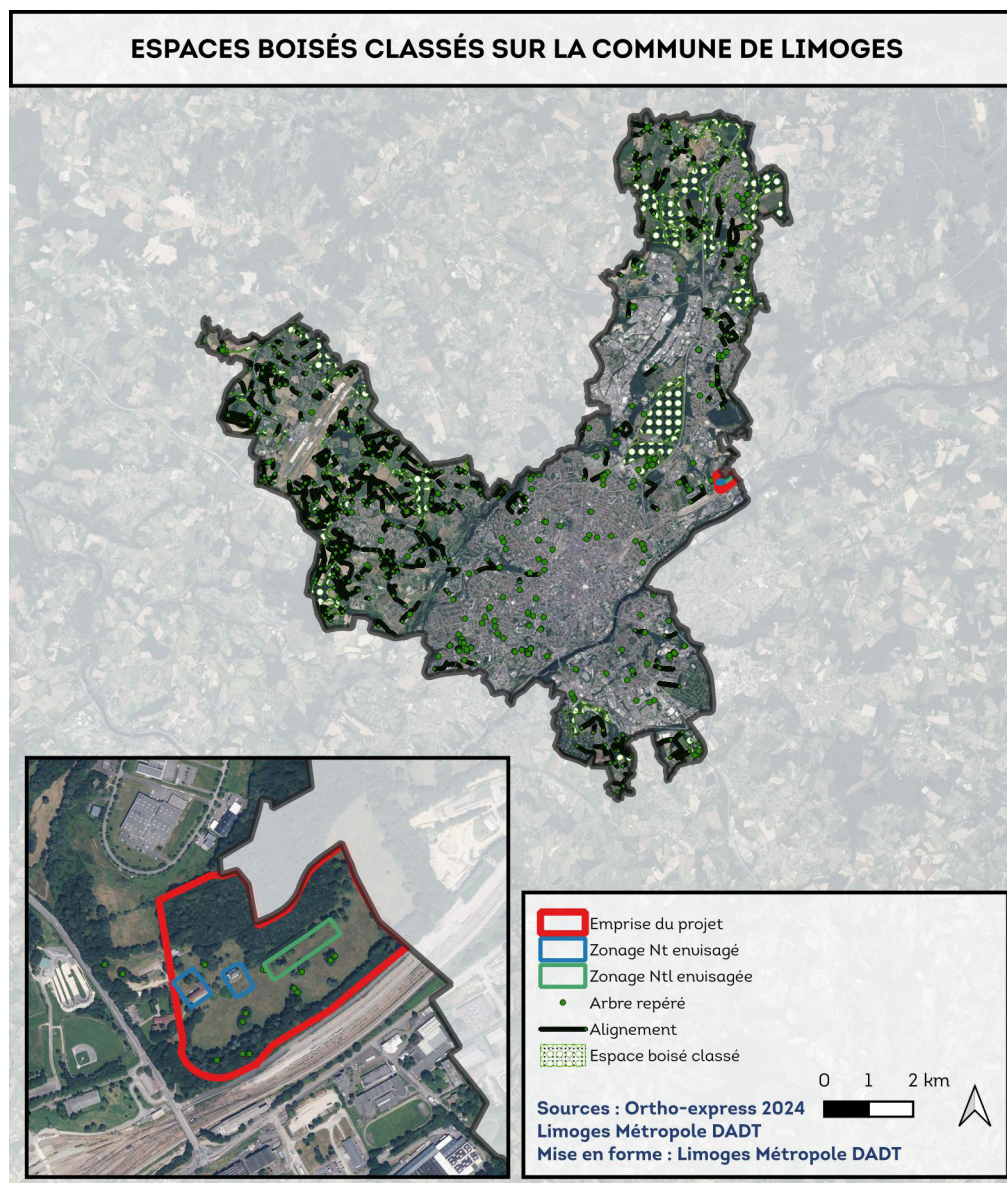 ESPACES BOISÉS CLASSÉS SUR LA COMMUNE DE LIMOGES
Emprise du projet
Zonage Nt envisagé
Zonage Ntl envisagée
Arbre repéré
Alignement
Espace boisé classé
0 1 2 km
Sources : Ortho-express 2024
Limoges Métropole DADT
Mise en forme : Limoges Métropole DADT